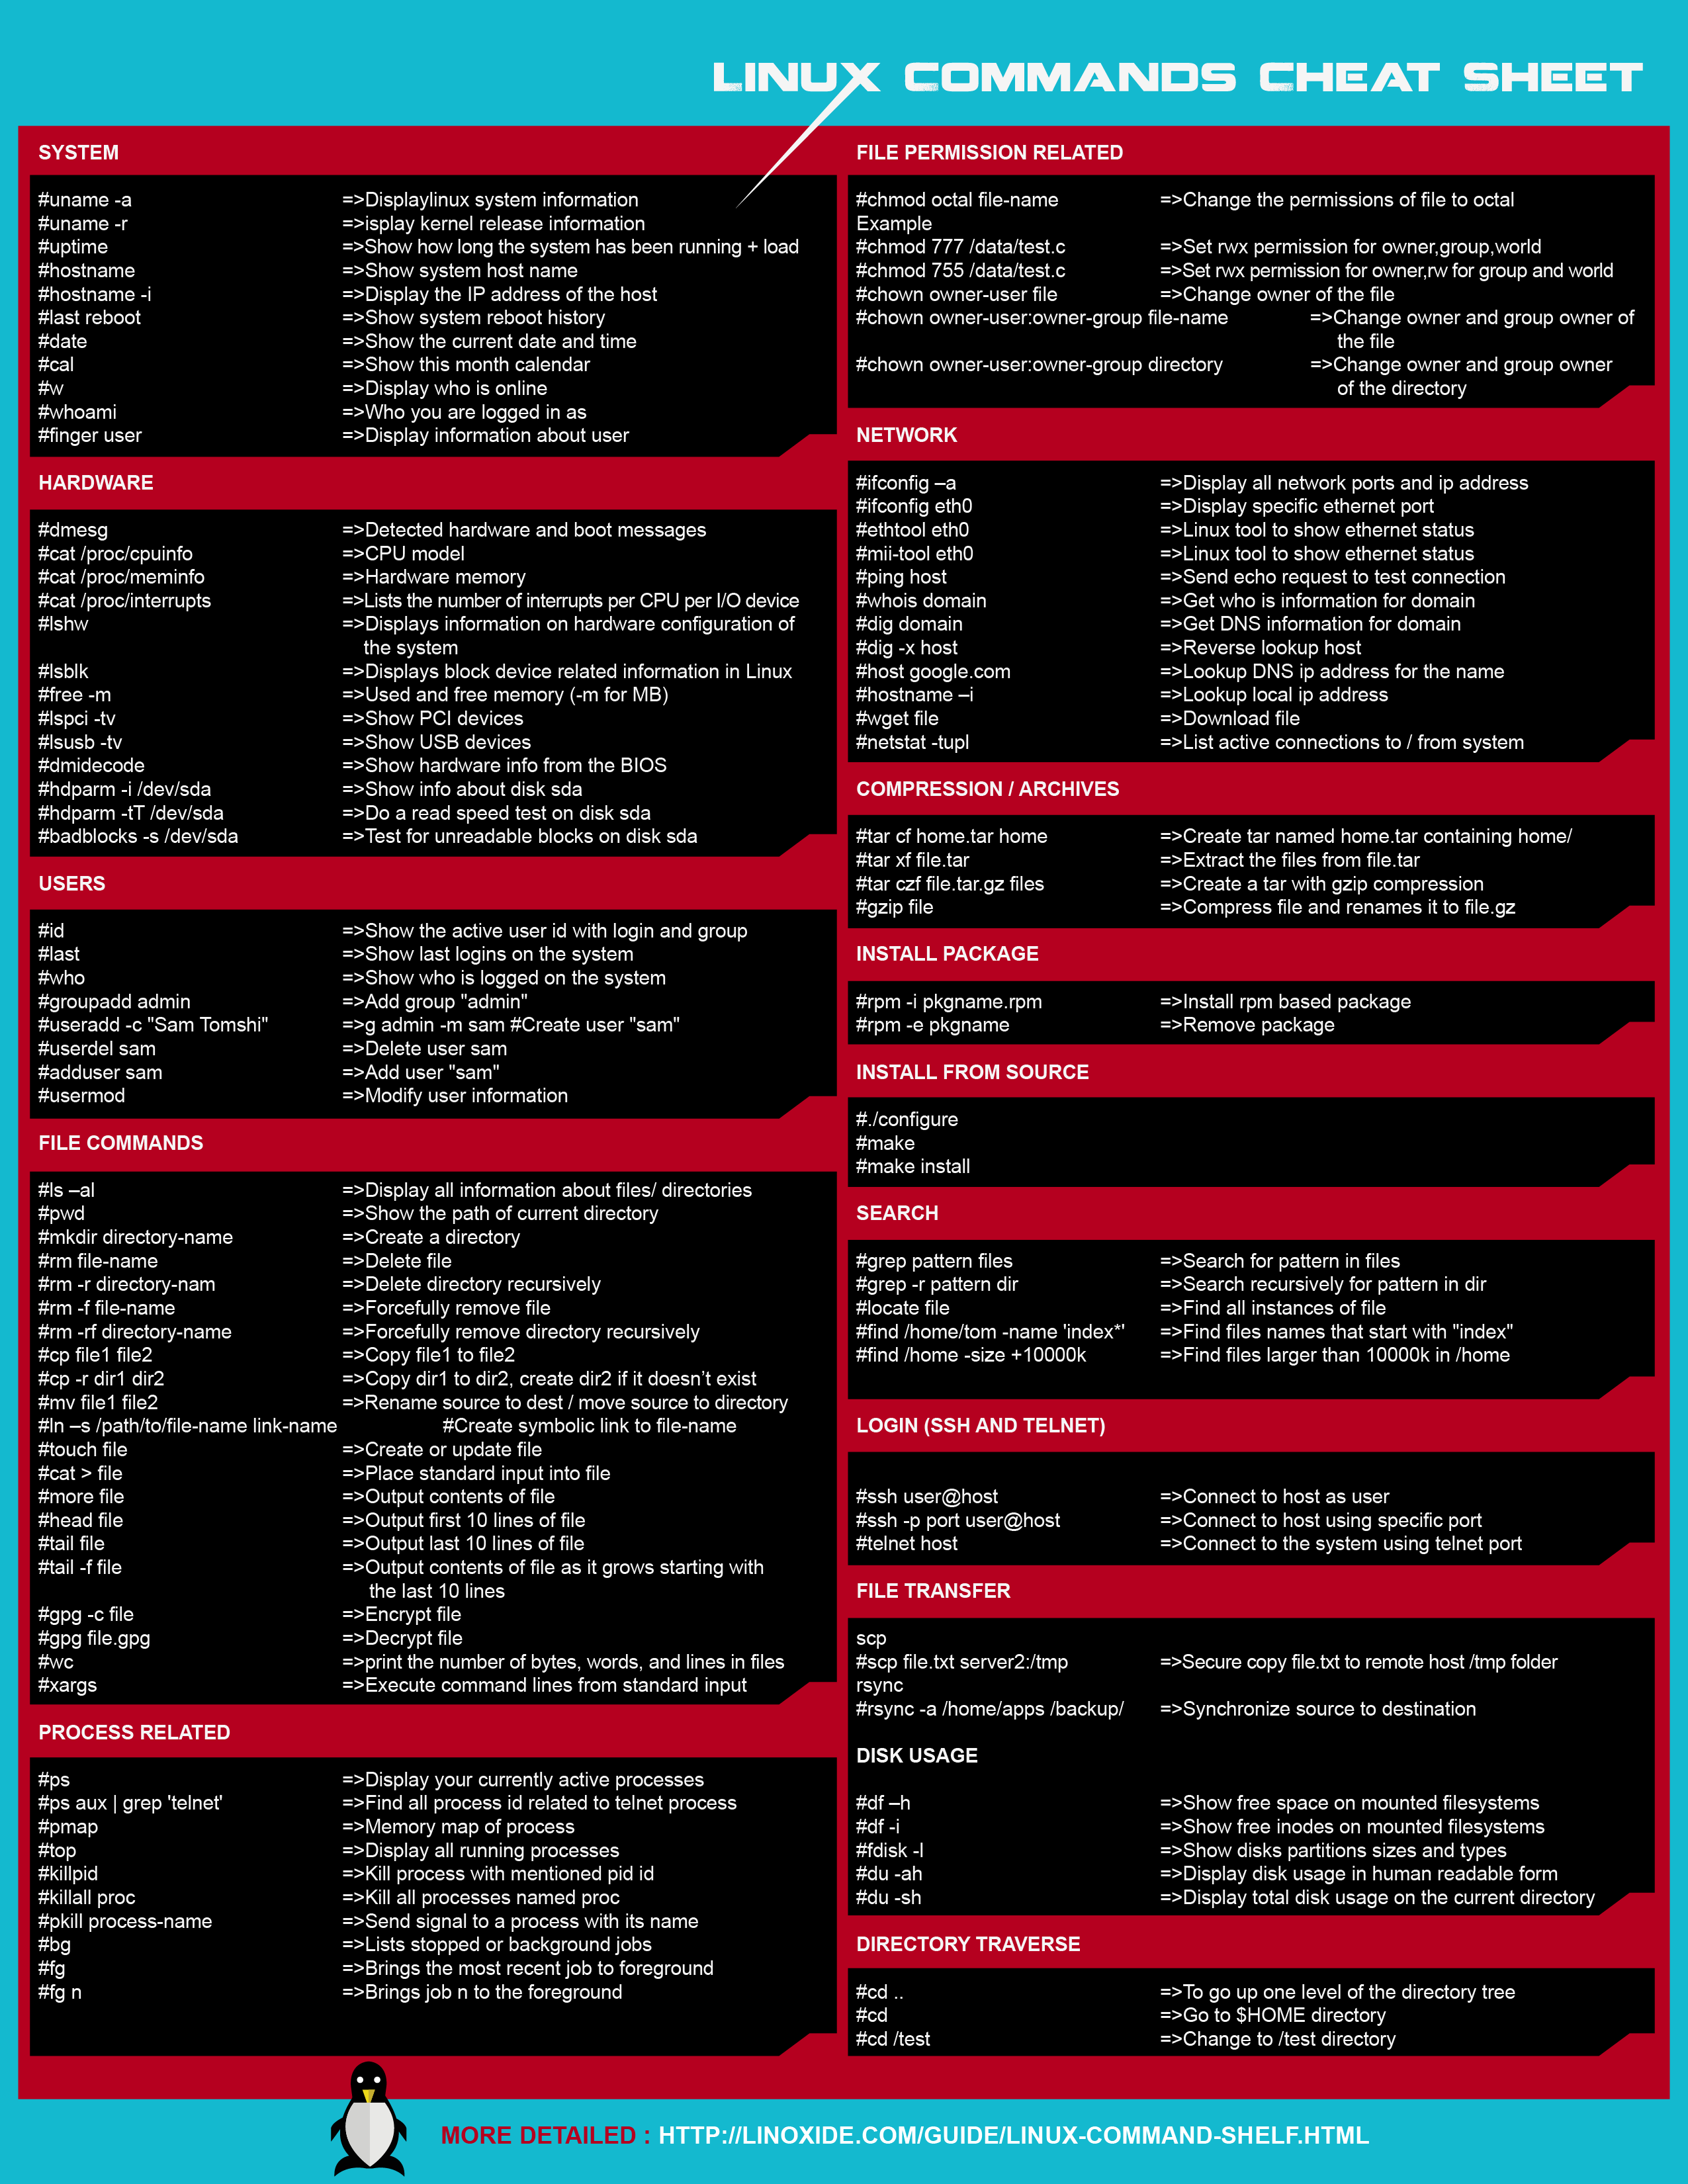 LINUX COMMANDS CHEAT SHEET
SYSTEM
#uname -a =>Displaylinux system information
#uname -r =>isplay kernel release information
#uptime =>Show how long the system has been running + load
#hostname =>Show system host name
#hostname -i =>Display the IP address of the host
#last reboot =>Show system reboot history
#date =>Show the current date and time
#cal =>Show this month calendar
#w =>Display who is online
#whoami =>Who you are logged in as
#finger user =>Display information about user
HARDWARE
#dmesg =>Detected hardware and boot messages
#cat /proc/cpuinfo =>CPU model
#cat /proc/meminfo =>Hardware memory
#cat /proc/interrupts =>Lists the number of interrupts per CPU per I/O device
#lshw =>Displays information on hardware configuration of
the system
#lsblk =>Displays block device related information in Linux
#free -m =>Used and free memory (-m for MB)
#lspci -tv =>Show PCI devices
#lsusb -tv =>Show USB devices
#dmidecode =>Show hardware info from the BIOS
#hdparm -i /dev/sda =>Show info about disk sda
#hdparm -tT /dev/sda =>Do a read speed test on disk sda
#badblocks -s /dev/sda =>Test for unreadable blocks on disk sda
USERS
#id =>Show the active user id with login and group
#last =>Show last logins on the system
#who =>Show who is logged on the system
#groupadd admin =>Add group "admin"
#useradd -c "Sam Tomshi" =>g admin -m sam #Create user "sam"
#userdel sam =>Delete user sam
#adduser sam =>Add user "sam"
#usermod =>Modify user information
FILE COMMANDS
#ls –al =>Display all information about files/ directories
#pwd =>Show the path of current directory
#mkdir directory-name =>Create a directory
#rm file-name =>Delete file
#rm -r directory-nam =>Delete directory recursively
#rm -f file-name =>Forcefully remove file
#rm -rf directory-name =>Forcefully remove directory recursively
#cp file1 file2 =>Copy file1 to file2
#cp -r dir1 dir2 =>Copy dir1 to dir2, create dir2 if it doesn’t exist
#mv file1 file2 =>Rename source to dest / move source to directory
#ln –s /path/to/file-name link-name #Create symbolic link to file-name
#touch file =>Create or update file
#cat > file =>Place standard input into file
#more file =>Output contents of file
#head file =>Output first 10 lines of file
#tail file =>Output last 10 lines of file
#tail -f file =>Output contents of file as it grows starting with
the last 10 lines
#gpg -c file =>Encrypt file
#gpg file.gpg =>Decrypt file
#wc =>print the number of bytes, words, and lines in files
#xargs =>Execute command lines from standard input
PROCESS RELATED
#ps =>Display your currently active processes
#ps aux | grep 'telnet' =>Find all process id related to telnet process
#pmap =>Memory map of process
#top =>Display all running processes
#killpid =>Kill process with mentioned pid id
#killall proc =>Kill all processes named proc
#pkill process-name =>Send signal to a process with its name
#bg =>Lists stopped or background jobs
#fg =>Brings the most recent job to foreground
#fg n =>Brings job n to the foreground
FILE PERMISSION RELATED
#chmod octal file-name =>Change the permissions of file to octal
Example
#chmod 777 /data/test.c =>Set rwx permission for owner,group,world
#chmod 755 /data/test.c =>Set rwx permission for owner,rw for group and world
#chown owner-user file =>Change owner of the file
#chown owner-user:owner-group file-name =>Change owner and group owner of
the file
#chown owner-user:owner-group directory =>Change owner and group owner
of the directory
NETWORK
#ifconfig –a =>Display all network ports and ip address
#ifconfig eth0 =>Display specific ethernet port
#ethtool eth0 =>Linux tool to show ethernet status
#mii-tool eth0 =>Linux tool to show ethernet status
#ping host =>Send echo request to test connection
#whois domain =>Get who is information for domain
#dig domain =>Get DNS information for domain
#dig -x host =>Reverse lookup host
#host google.com =>Lookup DNS ip address for the name
#hostname –i =>Lookup local ip address
#wget file =>Download file
#netstat -tupl =>List active connections to / from system
COMPRESSION / ARCHIVES
#tar cf home.tar home =>Create tar named home.tar containing home/
#tar xf file.tar =>Extract the files from file.tar
#tar czf file.tar.gz files =>Create a tar with gzip compression
#gzip file =>Compress file and renames it to file.gz
INSTALL PACKAGE
#rpm -i pkgname.rpm =>Install rpm based package
#rpm -e pkgname =>Remove package
INSTALL FROM SOURCE
#./configure
#make
#make install
SEARCH
#grep pattern files =>Search for pattern in files
#grep -r pattern dir =>Search recursively for pattern in dir
#locate file =>Find all instances of file
#find /home/tom -name 'index*' =>Find files names that start with "index"
#find /home -size +10000k =>Find files larger than 10000k in /home
LOGIN (SSH AND TELNET)
#ssh user@host =>Connect to host as user
#ssh -p port user@host =>Connect to host using specific port
#telnet host =>Connect to the system using telnet port
FILE TRANSFER
scp
#scp file.txt server2:/tmp =>Secure copy file.txt to remote host /tmp folder
rsync
#rsync -a /home/apps /backup/ =>Synchronize source to destination
DISK USAGE
#df –h =>Show free space on mounted filesystems
#df -i =>Show free inodes on mounted filesystems
#fdisk -l =>Show disks partitions sizes and types
#du -ah =>Display disk usage in human readable form
#du -sh =>Display total disk usage on the current directory
DIRECTORY TRAVERSE
#cd .. =>To go up one level of the directory tree
#cd =>Go to $HOME directory
#cd /test =>Change to /test directory
MORE DETAILED : HTTP://LINOXIDE.COM/GUIDE/LINUX-COMMAND-SHELF.HTML